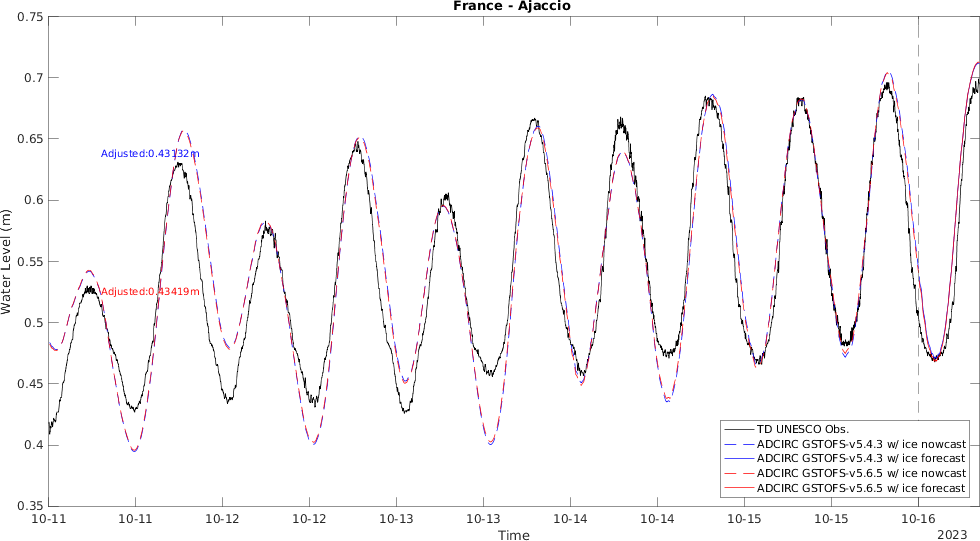 France - Ajaccio
0.75
0.7
0.65
0.6
0.55
0.5
0.45
0.4
0.35
Water Level (m)
Adjusted:0.43132m
Adjusted:0.43419m
TD UNESCO Obs.
ADCIRC GSTOFS-v5.4.3 w/ ice nowcast
ADCIRC GSTOFS-v5.4.3 w/ ice forecast
ADCIRC GSTOFS-v5.6.5 w/ ice nowcast
ADCIRC GSTOFS-v5.6.5 w/ ice forecast
10-11 10-11 10-12 10-12 10-13 10-13 10-14 10-14 10-15 10-15 10-16
Time
2023